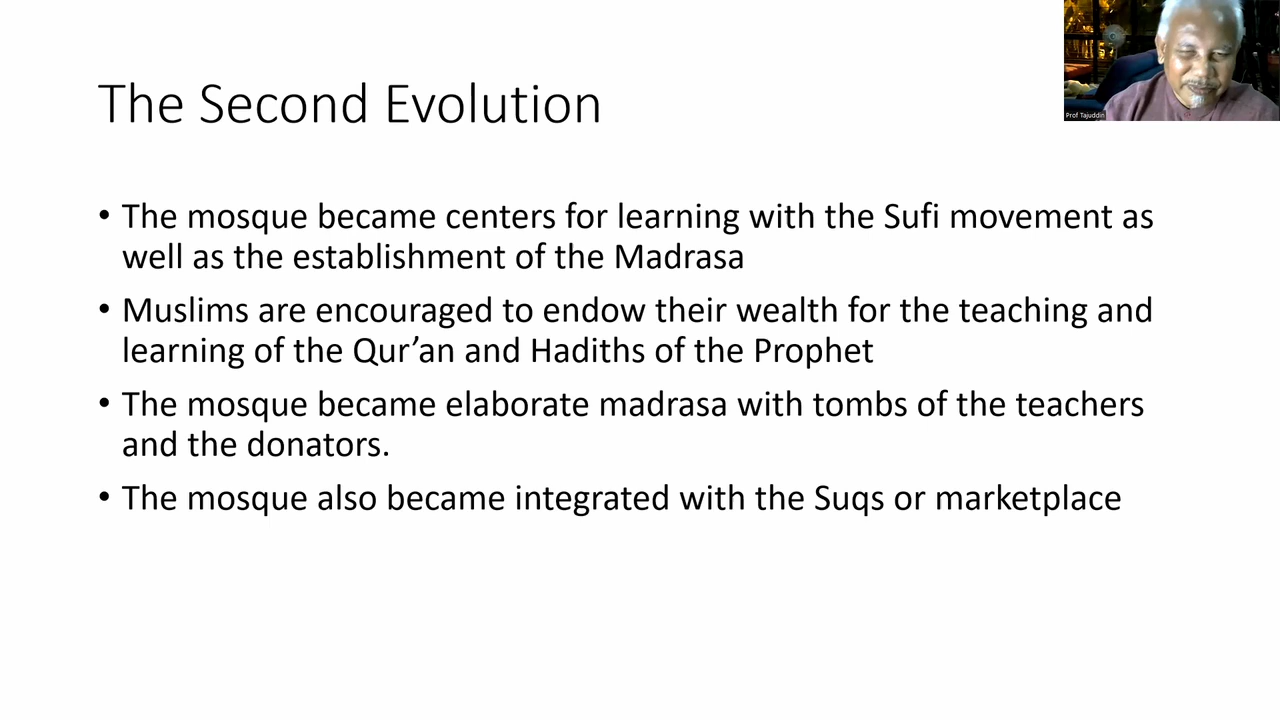 The Second Evolution
Prof Tajuddin
• The mosque became centers for learning with the Sufi movement as
well as the establishment of the Madrasa
• Muslims are encouraged to endow their wealth for the teaching and
learning of the Qur’an and Hadiths of the Prophet
• The mosque became elaborate madrasa with tombs of the teachers
and the donators.
• The mosque also became integrated with the Suqs or marketplace